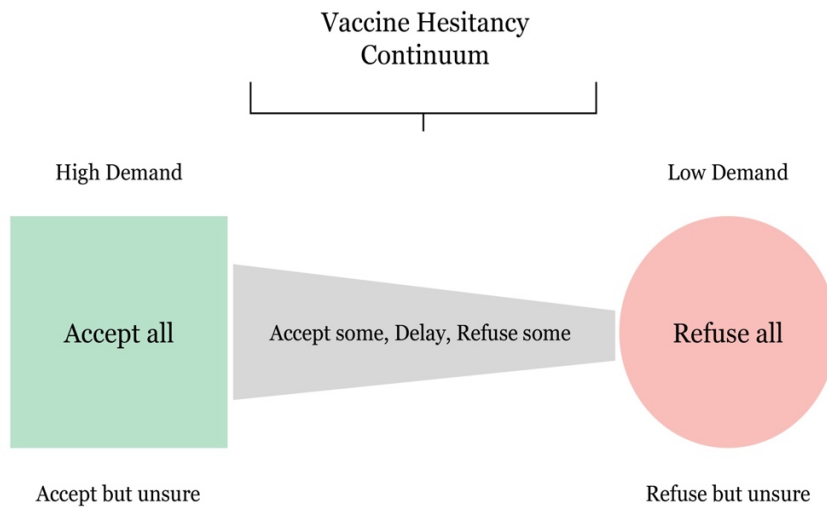 Vaccine Hesitancy
Continuum
High Demand
Low Demand
Accept all
Accept some, Delay, Refuse some
Refuse all
Accept but unsure
Refuse but unsure